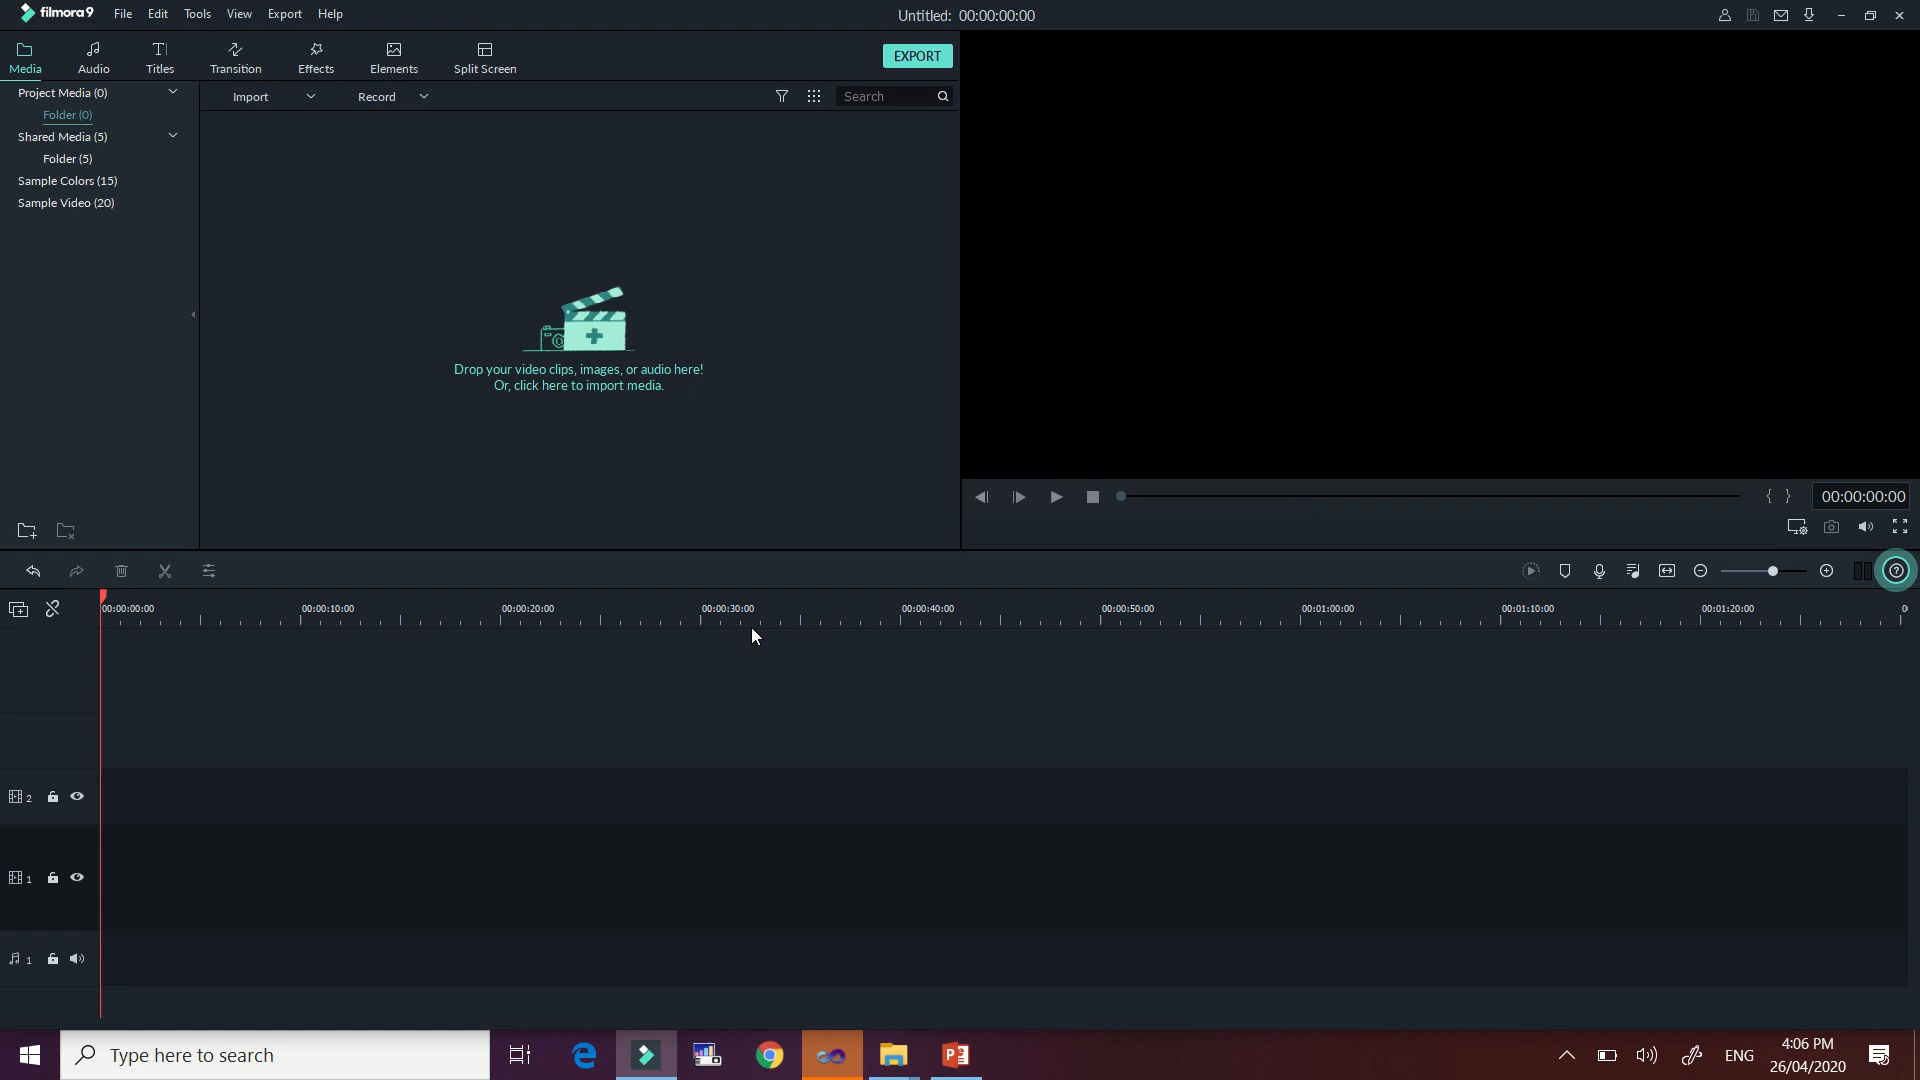 filmora9 File Edit Tools View Export Help
Untitled: 00:00:00:00
Media Audio Titles Transition Effects Elements Split Screen
EXPORT
Project Media (0)
Folder (0)
Shared Media (5)
Folder (5)
Sample Colors (15)
Sample Video (20)
Import Record Search
Drop your video clips, images, or audio here!
Or, click here to import media.
00:00:00:00
00:00:00:00 00:00:10:00 00:00:20:00 00:00:30:00 00:00:40:00 00:00:50:00 00:01:00:00 00:01:10:00 00:01:20:00
2
1
1
Type here to search
ENG
4:06 PM
26/04/2020